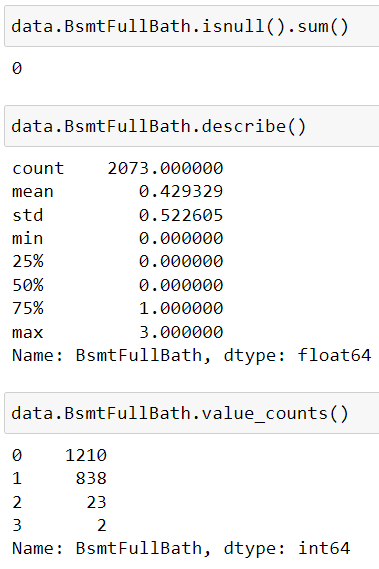 data.BsmtFullBath.isnull().sum()
0
data.BsmtFullBath.describe()
count 2073.000000
mean 0.429329
std 0.522605
min 0.000000
25% 0.000000
50% 0.000000
75% 1.000000
max 3.000000
Name: BsmtFullBath, dtype: float64
data.BsmtFullBath.value_counts()
0 1210
1 838
2 23
3 2
Name: BsmtFullBath, dtype: int64